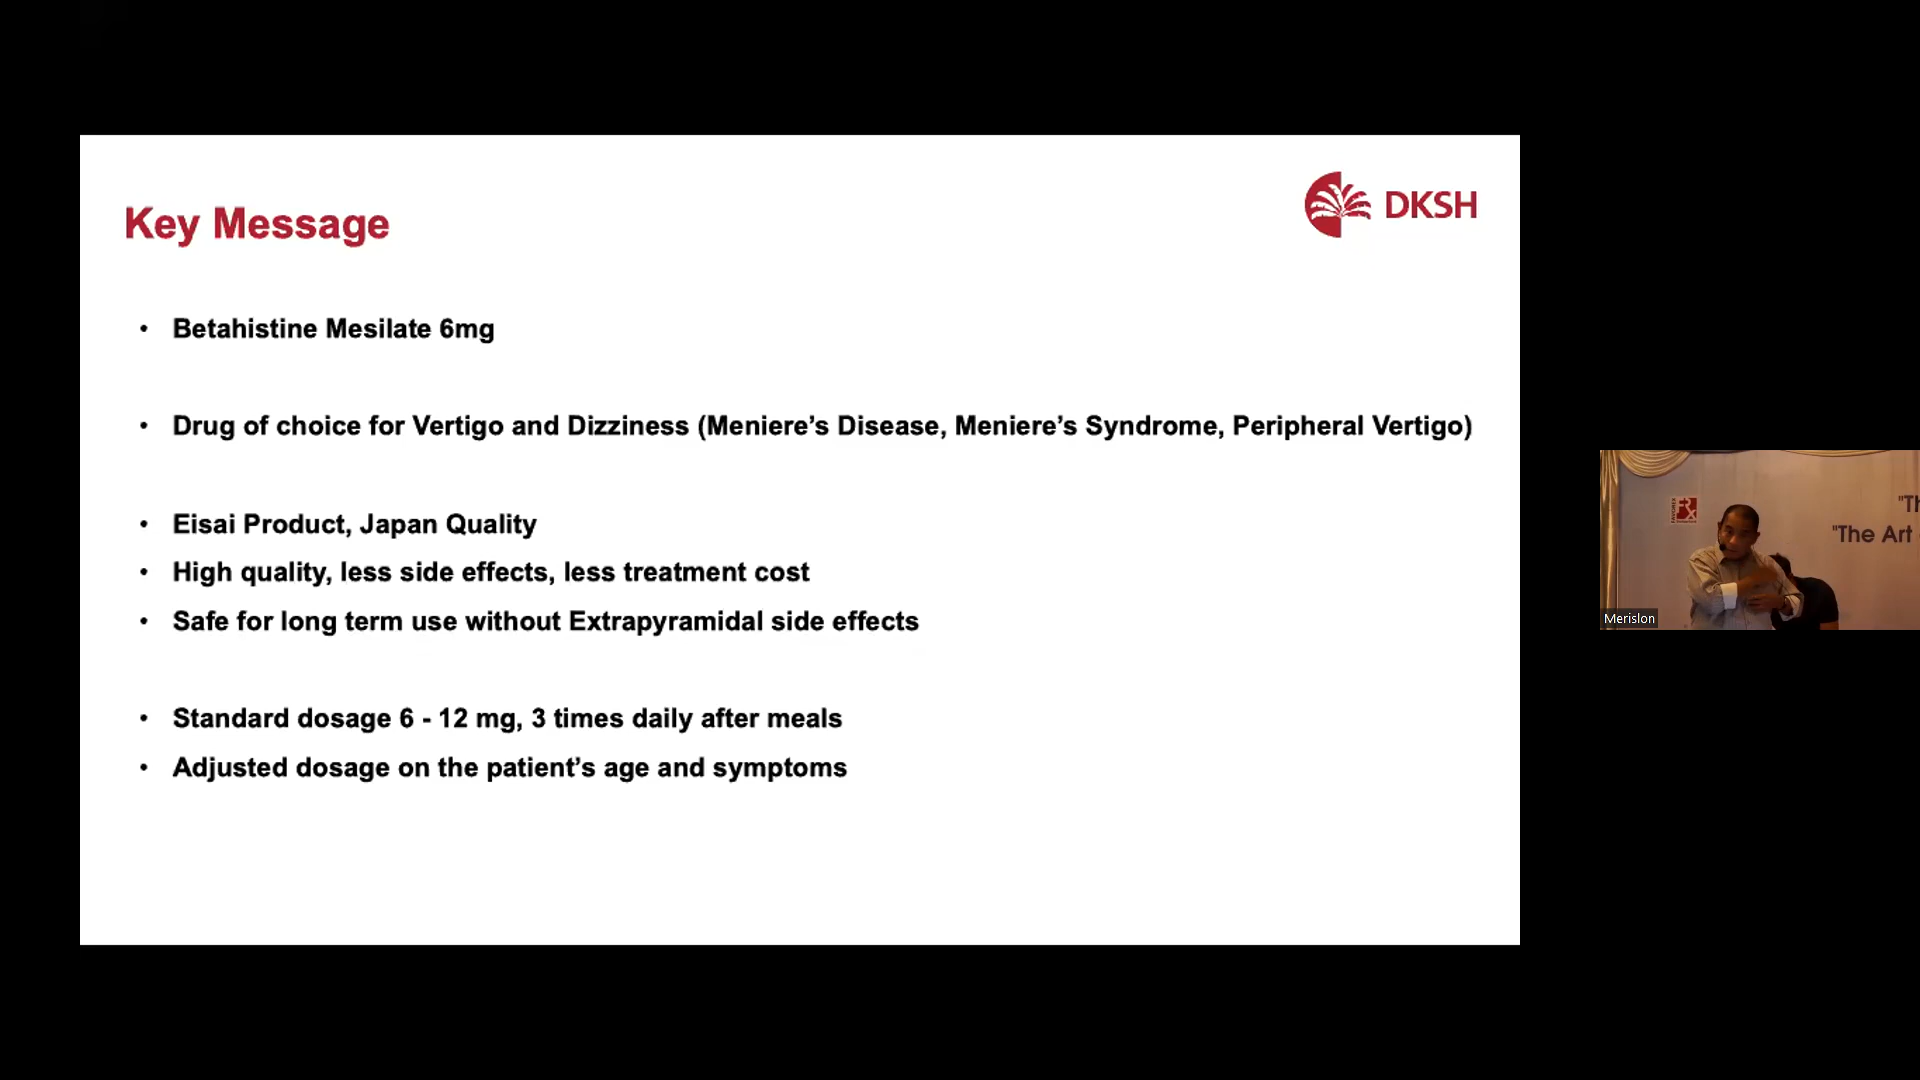 Key Message
DKSH
• Betahistine Mesilate 6mg
• Drug of choice for Vertigo and Dizziness (Meniere’s Disease, Meniere’s Syndrome, Peripheral Vertigo)
• Eisai Product, Japan Quality
• High quality, less side effects, less treatment cost
• Safe for long term use without Extrapyramidal side effects
• Standard dosage 6 - 12 mg, 3 times daily after meals
• Adjusted dosage on the patient’s age and symptoms
"Th
"The Art
Merislon